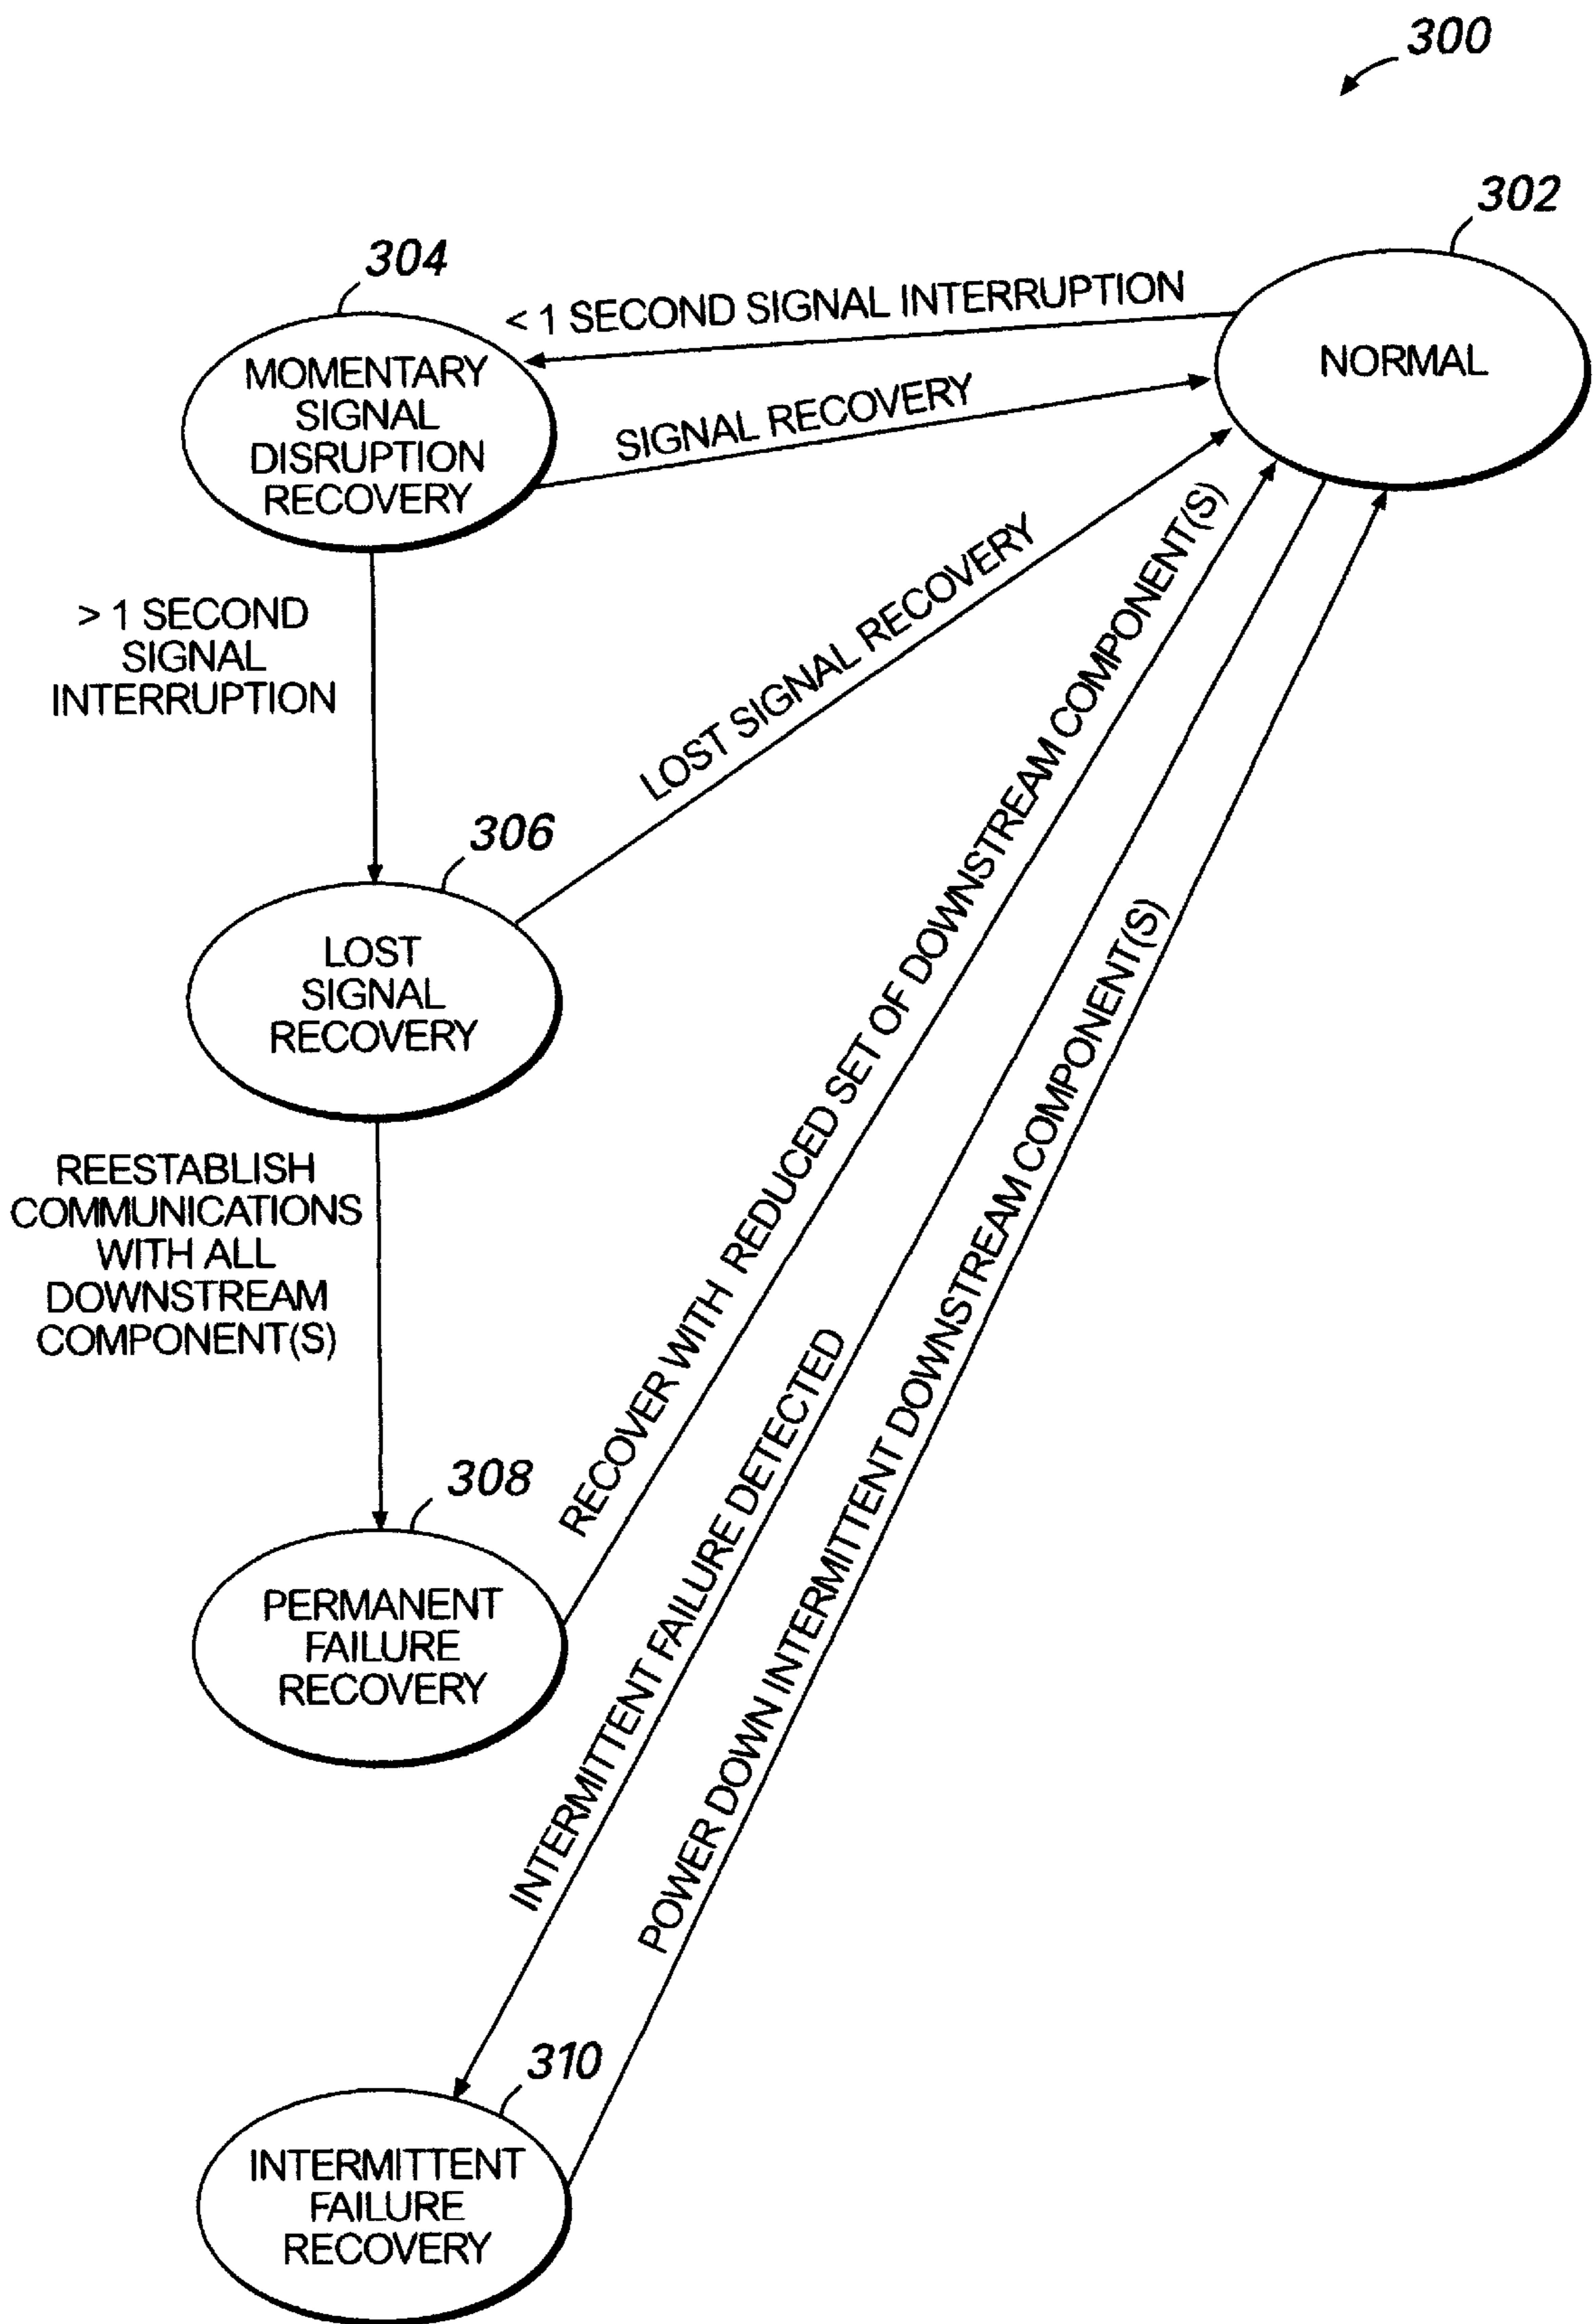 300
302
304
< 1 SECOND SIGNAL INTERRUPTION
NORMAL
MOMENTARY
SIGNAL
DISRUPTION
RECOVERY
SIGNAL RECOVERY
> 1 SECOND
SIGNAL
INTERRUPTION
LOST SIGNAL RECOVERY
306
LOST
SIGNAL
RECOVERY
REESTABLISH
COMMUNICATIONS
WITH ALL
DOWNSTREAM
COMPONENT(S)
RECOVER WITH REDUCED SET OF DOWNSTREAM COMPONENT(S)
308
PERMANENT
FAILURE
RECOVERY
INTERMITTENT FAILURE DETECTED
POWER DOWN INTERMITTENT DOWNSTREAM COMPONENT(S)
310
INTERMITTENT
FAILURE
RECOVERY